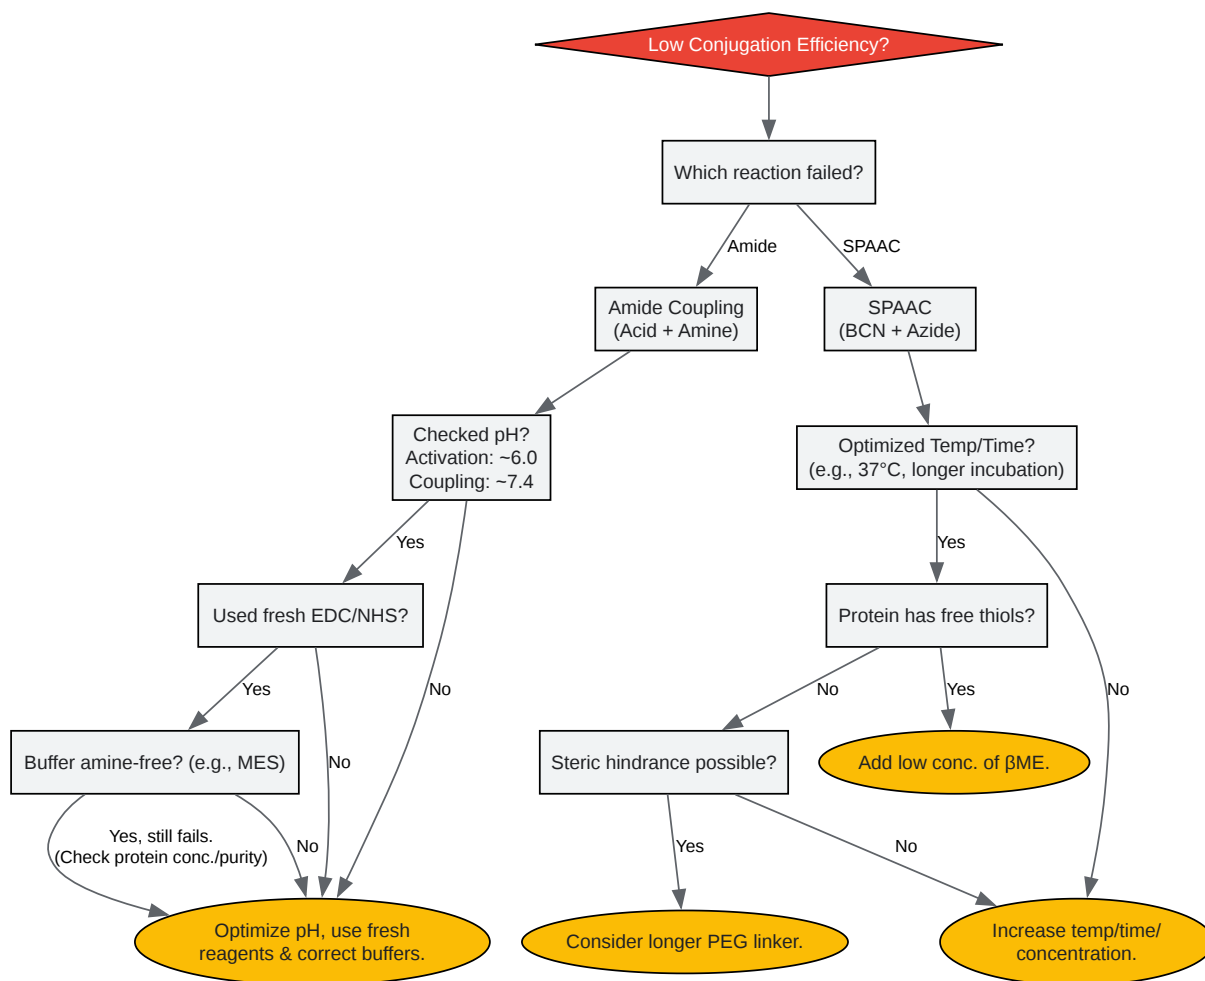 Low Conjugation Efficiency?
Which reaction failed?
Amide
SPAAC
Amide Coupling
(Acid + Amine)
SPAAC
(BCN + Azide)
Checked pH?
Activation: ~6.0
Coupling: ~7.4
Optimized Temp/Time?
(e.g., 37°C, longer incubation)
Yes
Yes
Used fresh EDC/NHS?
Protein has free thiols?
Yes
No
No
Yes
No
Buffer amine-free? (e.g., MES)
No
Steric hindrance possible?
Add low conc. of βME.
Yes, still fails.
(Check protein conc./purity)
No
Yes
No
Optimize pH, use fresh
reagents & correct buffers.
Consider longer PEG linker.
Increase temp/time/
concentration.